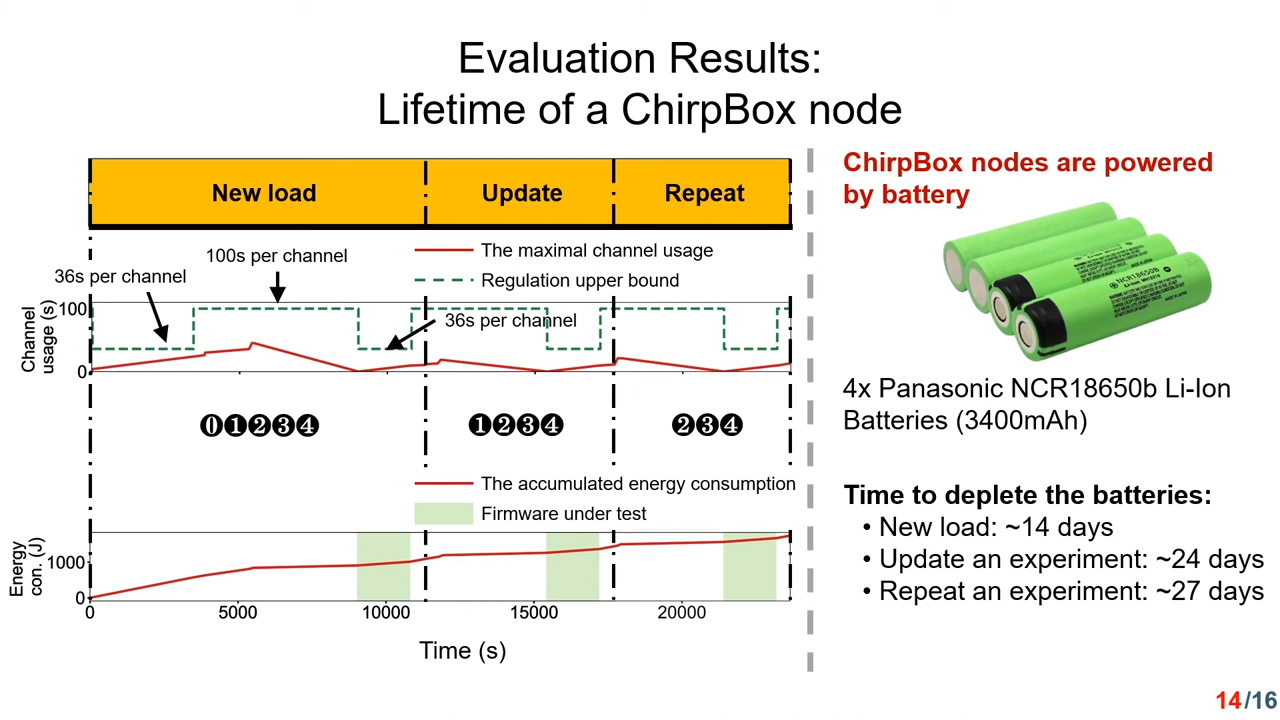 Evaluation Results:
Lifetime of a ChirpBox node
New load
Update
Repeat
The maximal channel usage
Regulation upper bound
100s per channel
36s per channel
36s per channel
Channel
usage (s)
100
0
⓿❶❷❸❹
❶❷❸❹
❷❸❹
The accumulated energy consumption
Firmware under test
Energy
con. (J)
1000
0
0
5000
10000
15000
20000
Time (s)
ChirpBox nodes are powered
by battery
NCR18650B
4x Panasonic NCR18650b Li-Ion
Batteries (3400mAh)
Time to deplete the batteries:
• New load: ~14 days
• Update an experiment: ~24 days
• Repeat an experiment: ~27 days
14/16